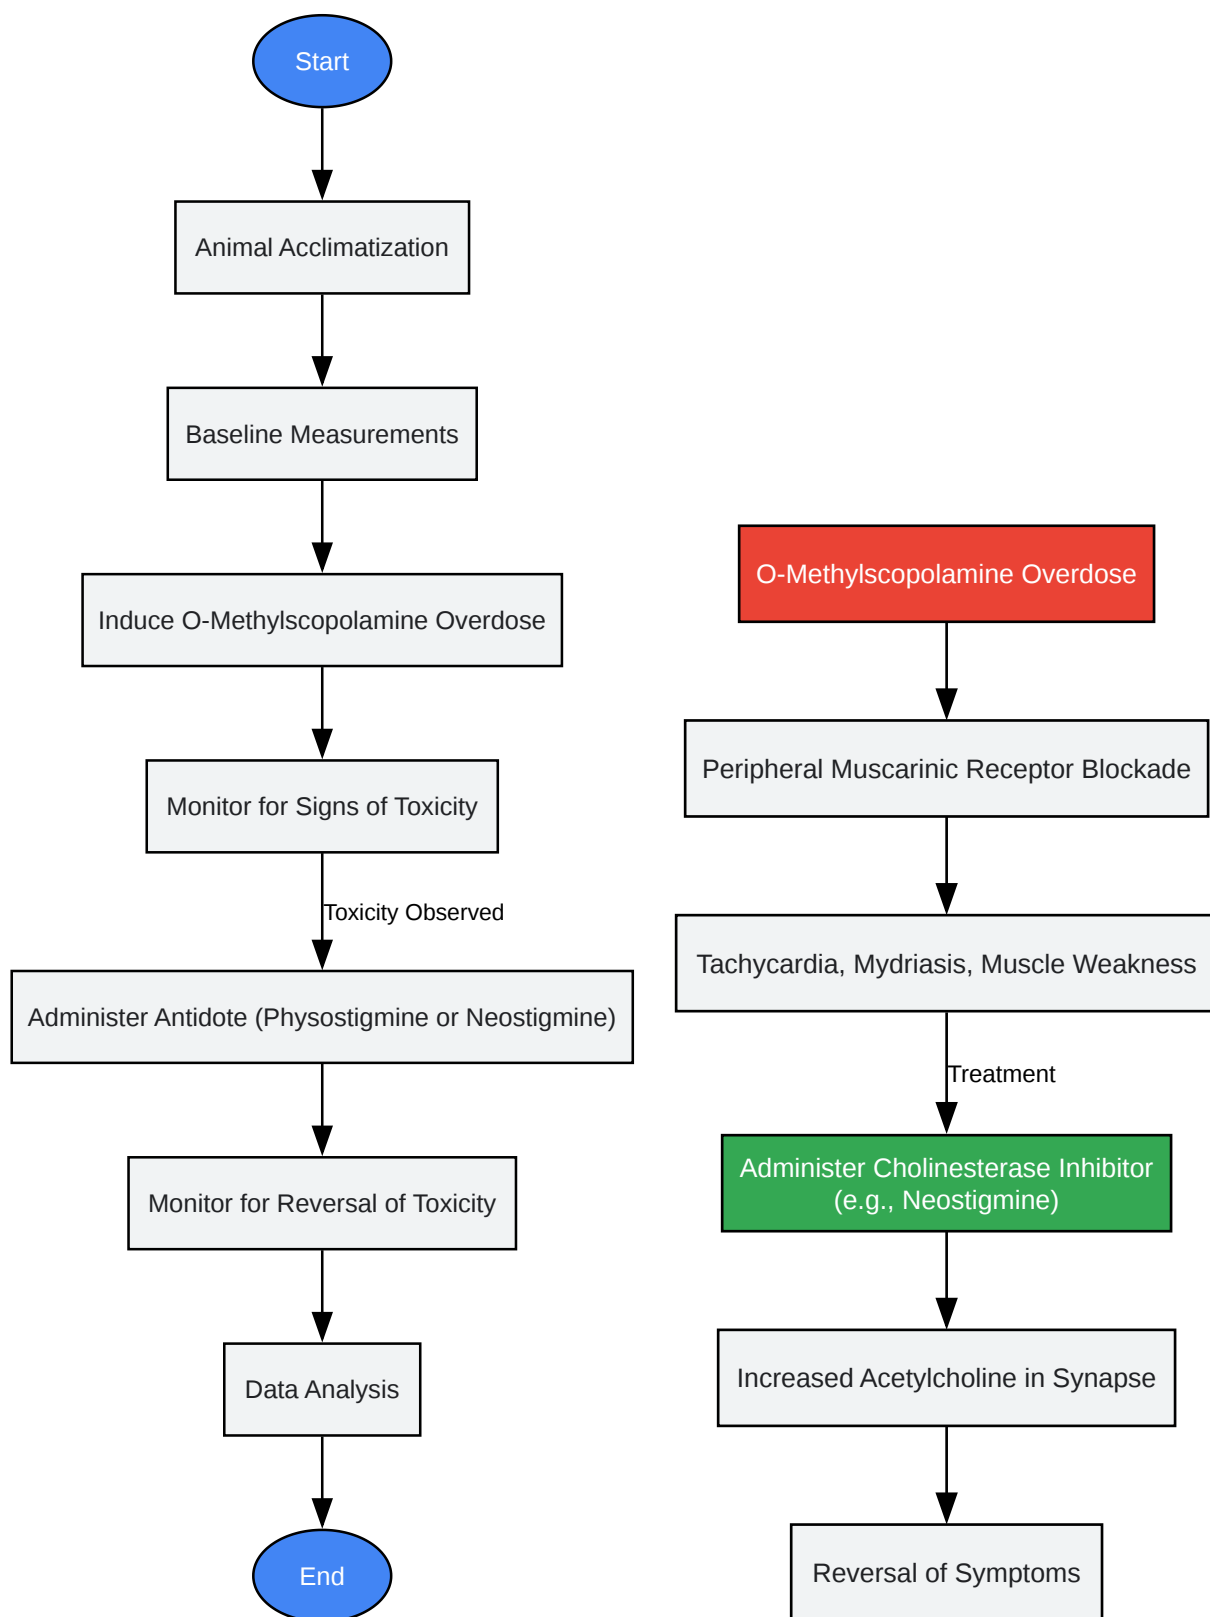 Start
Animal Acclimatization
Baseline Measurements
Induce O-Methylscopolamine Overdose
Monitor for Signs of Toxicity
Toxicity Observed
Administer Antidote (Physostigmine or Neostigmine)
Monitor for Reversal of Toxicity
Data Analysis
End
O-Methylscopolamine Overdose
Peripheral Muscarinic Receptor Blockade
Tachycardia, Mydriasis, Muscle Weakness
Treatment
Administer Cholinesterase Inhibitor
(e.g., Neostigmine)
Increased Acetylcholine in Synapse
Reversal of Symptoms